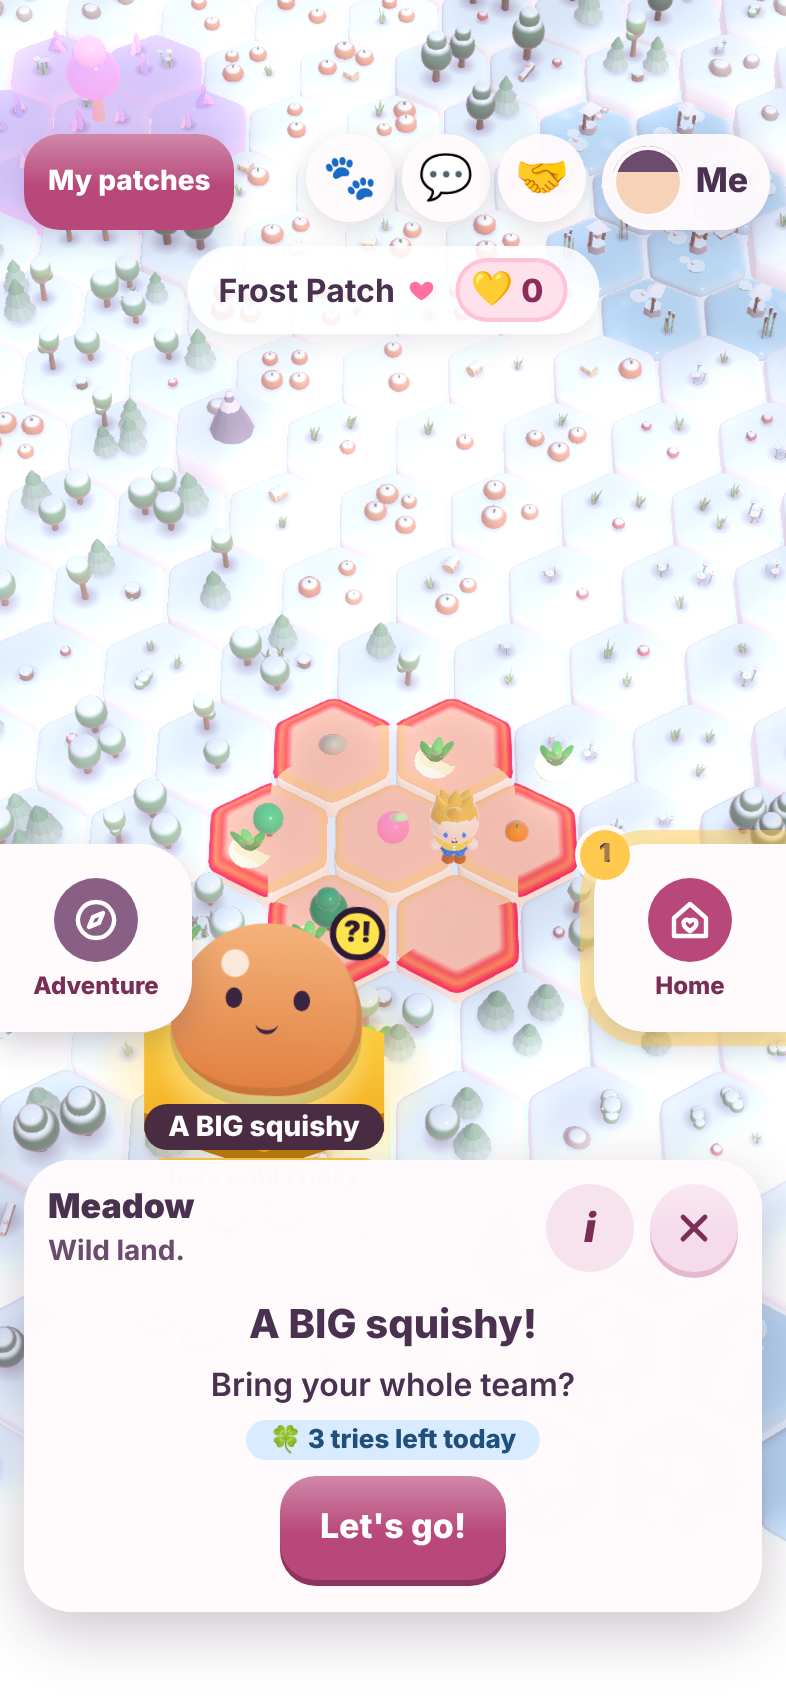 My patches
Me
Frost Patch
0
?!
1
Adventure
Home
A BIG squishy
Meadow
Wild land.
i
A BIG squishy!
Bring your whole team?
3 tries left today
Let's go!